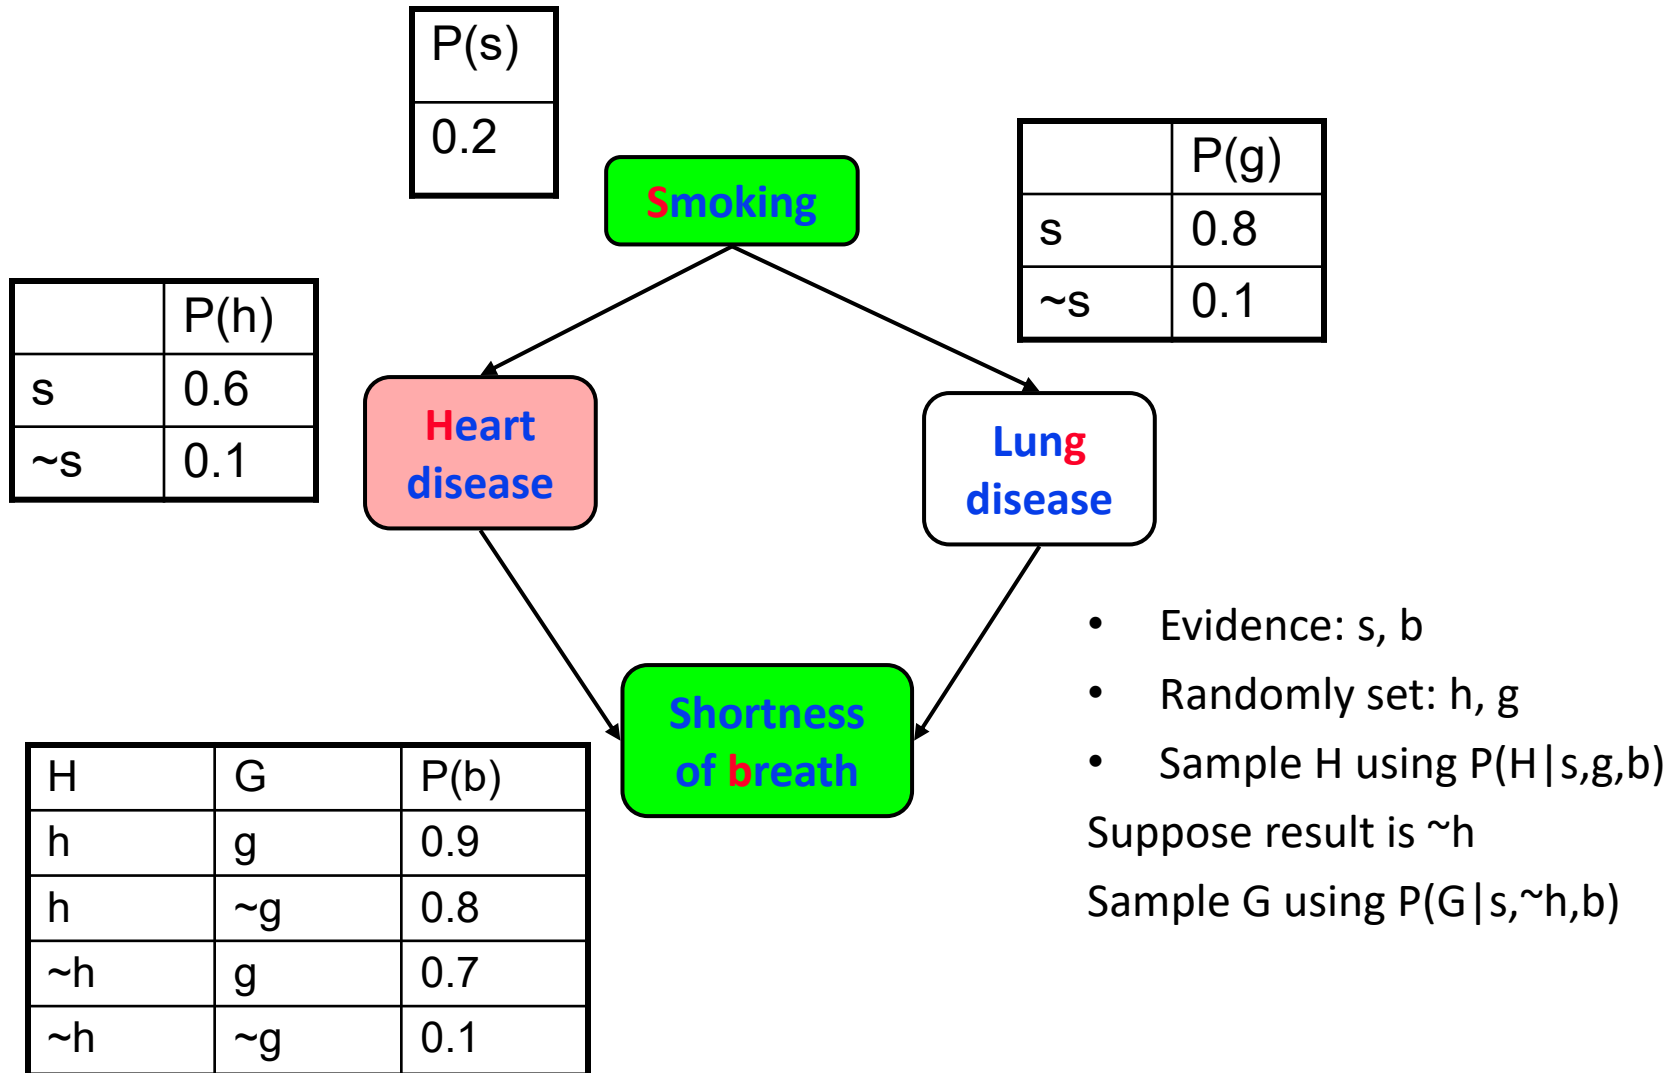 P(s)
0.2
Smoking
P(g)
s 0.8
~s 0.1
P(h)
s 0.6
~s 0.1
Heart
disease
Lung
disease
Shortness
of breath
H G P(b)
h g 0.9
h ~g 0.8
~h g 0.7
~h ~g 0.1
• Evidence: s, b
• Randomly set: h, g
• Sample H using P(H|s,g,b)
Suppose result is ~h
Sample G using P(G|s,~h,b)